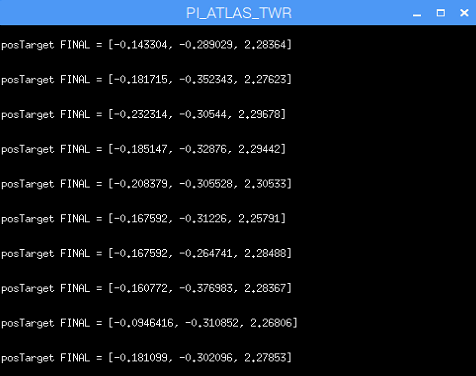 PI_ATLAS_TWR
posTarget FINAL = [-0.143304, -0.289029, 2.28364]
posTarget FINAL = [-0.181715, -0.352343, 2.27623]
posTarget FINAL = [-0.232314, -0.30544, 2.29678]
posTarget FINAL = [-0.185147, -0.32876, 2.29442]
posTarget FINAL = [-0.208379, -0.305528, 2.30533]
posTarget FINAL = [-0.167592, -0.31226, 2.25791]
posTarget FINAL = [-0.167592, -0.264741, 2.28488]
posTarget FINAL = [-0.160772, -0.376983, 2.28367]
posTarget FINAL = [-0.0946416, -0.310852, 2.26806]
posTarget FINAL = [-0.181099, -0.302096, 2.27853]